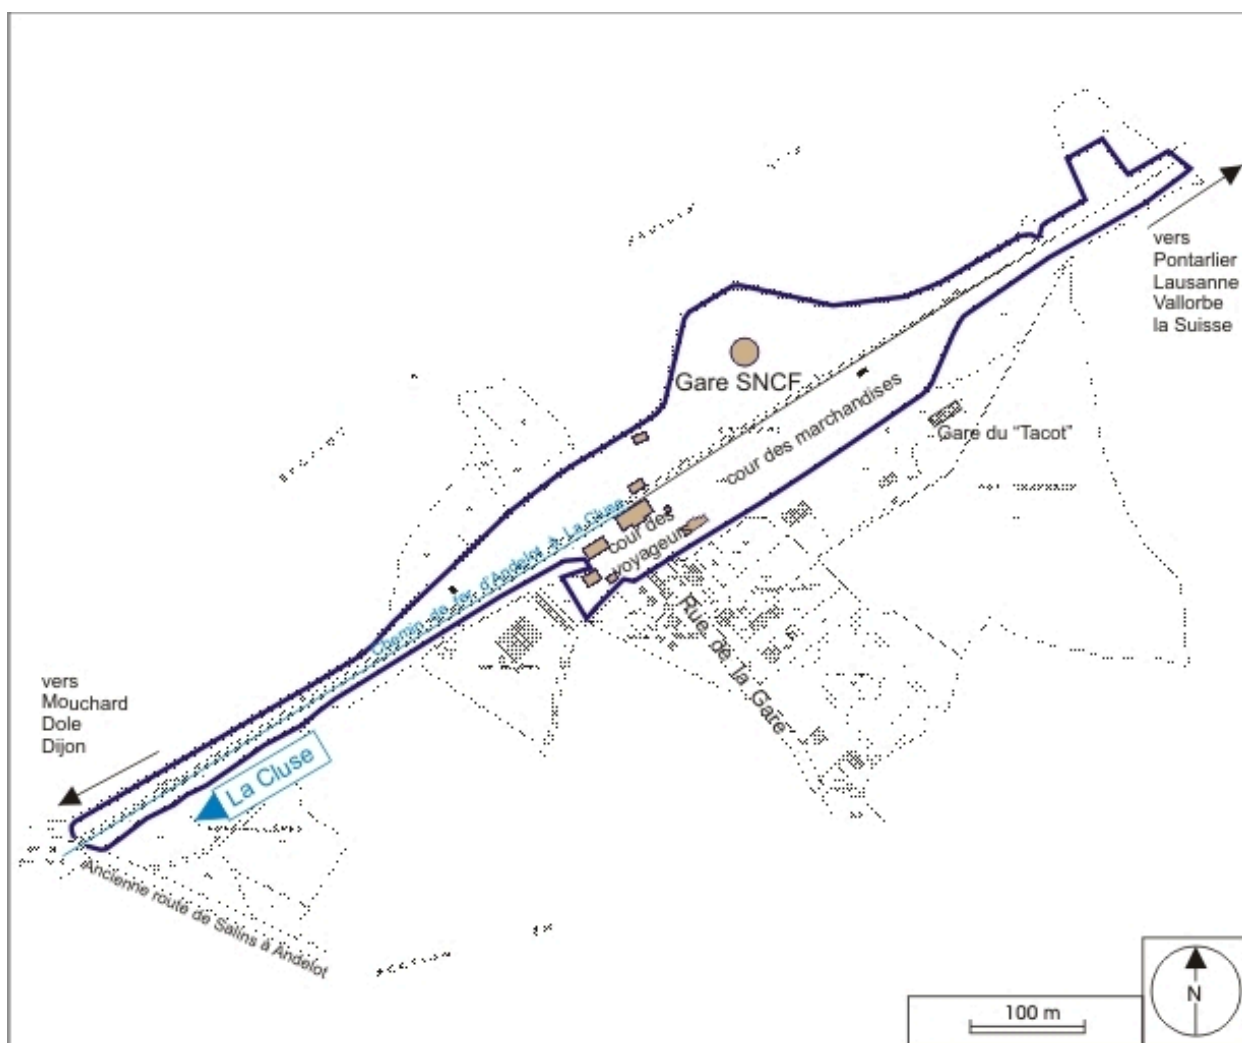 vers
Pontarlier
Lausanne
Vallorbe
la Suisse
Gare SNCF
cour des marchandises
Gare du "Tacot"
Chemin de fer d'Andelot à La Cluse
cour des
voyageurs
Rue de la Gare
vers
Mouchard
Dole
Dijon
La Cluse
Ancienne route de Salins à Andelot
N
100 m